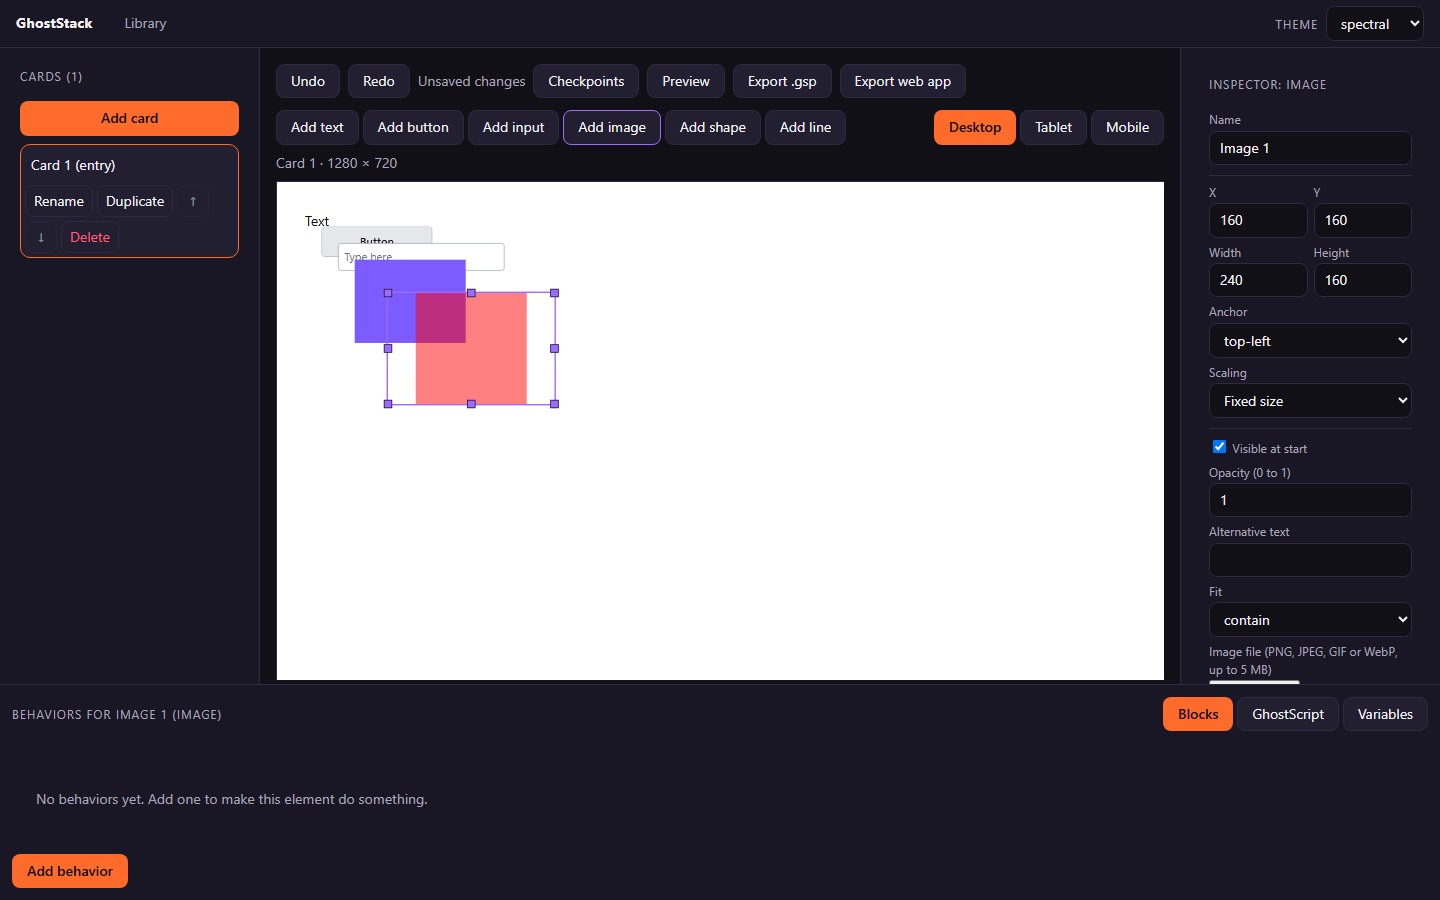 GhostStack Library THEME spectral
CARDS (1)
Add card
Card 1 (entry)
Rename Duplicate ↑
↓ Delete
Undo Redo Unsaved changes Checkpoints Preview Export .gsp Export web app
Add text Add button Add input Add image Add shape Add line Desktop Tablet Mobile
Card 1 · 1280 × 720
Text
Button
Type here
INSPECTOR: IMAGE
Name
Image 1
X Y
160 160
Width Height
240 160
Anchor
top-left
Scaling
Fixed size
Visible at start
Opacity (0 to 1)
1
Alternative text
Fit
contain
Image file (PNG, JPEG, GIF or WebP,
up to 5 MB)
BEHAVIORS FOR IMAGE 1 (IMAGE) Blocks GhostScript Variables
No behaviors yet. Add one to make this element do something.
Add behavior